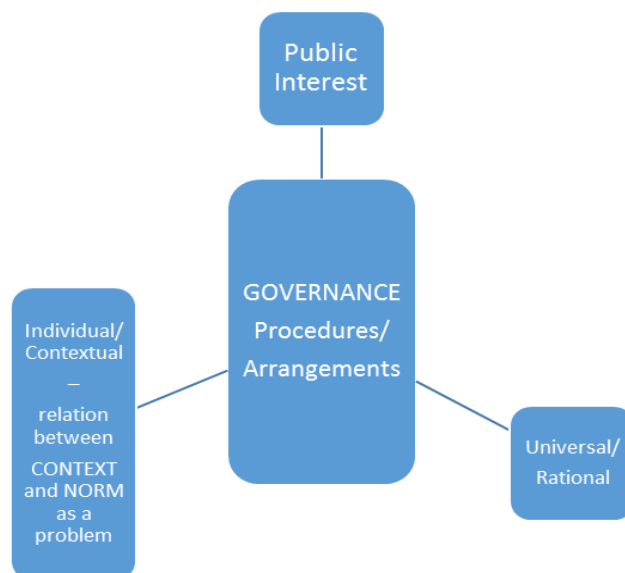 Public
Interest
GOVERNANCE
Procedures/
Arrangements
Individual/
Contextual
–
relation
between
CONTEXT
and NORM
as a
problem
Universal/
Rational